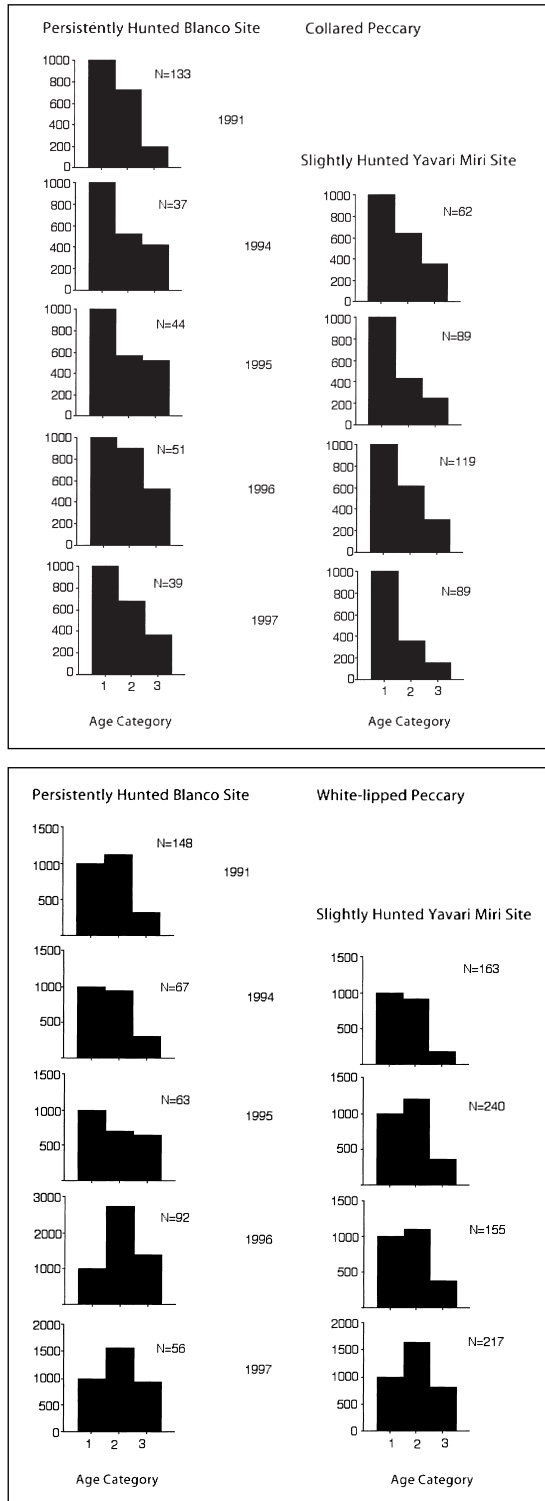 Persistently Hunted Blanco Site
Collared Peccary
1000
800
600
400
200
0
N=133
1991
Slightly Hunted Yavari Miri Site
1000
800
600
400
200
0
N=37
1994
1000
800
600
400
200
0
N=62
1000
800
600
400
200
0
N=44
1995
1000
800
600
400
200
0
N=89
1000
800
600
400
200
0
N=51
1996
1000
800
600
400
200
0
N=119
1000
800
600
400
200
0
N=39
1997
1000
800
600
400
200
0
N=89
1 2 3
1 2 3
Age Category
Age Category
Persistently Hunted Blanco Site
White-lipped Peccary
1500
1000
500
N=148
1991
Slightly Hunted Yavari Miri Site
1500
1000
500
N=67
1994
1500
1000
500
N=163
1500
1000
500
N=63
1995
1500
1000
500
N=240
3000
2000
1000
N=92
1996
1500
1000
500
N=155
2000
1500
1000
500
0
N=56
1997
2000
1500
1000
500
0
N=217
1 2 3
1 2 3
Age Category
Age Category